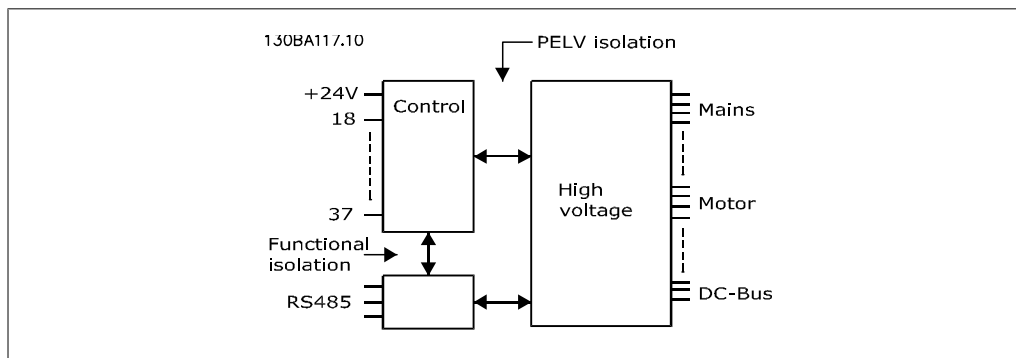 130BA117.10
PELV isolation
+24V
Control
18
Mains
High
voltage
37
Motor
Functional
isolation
RS485
DC-Bus